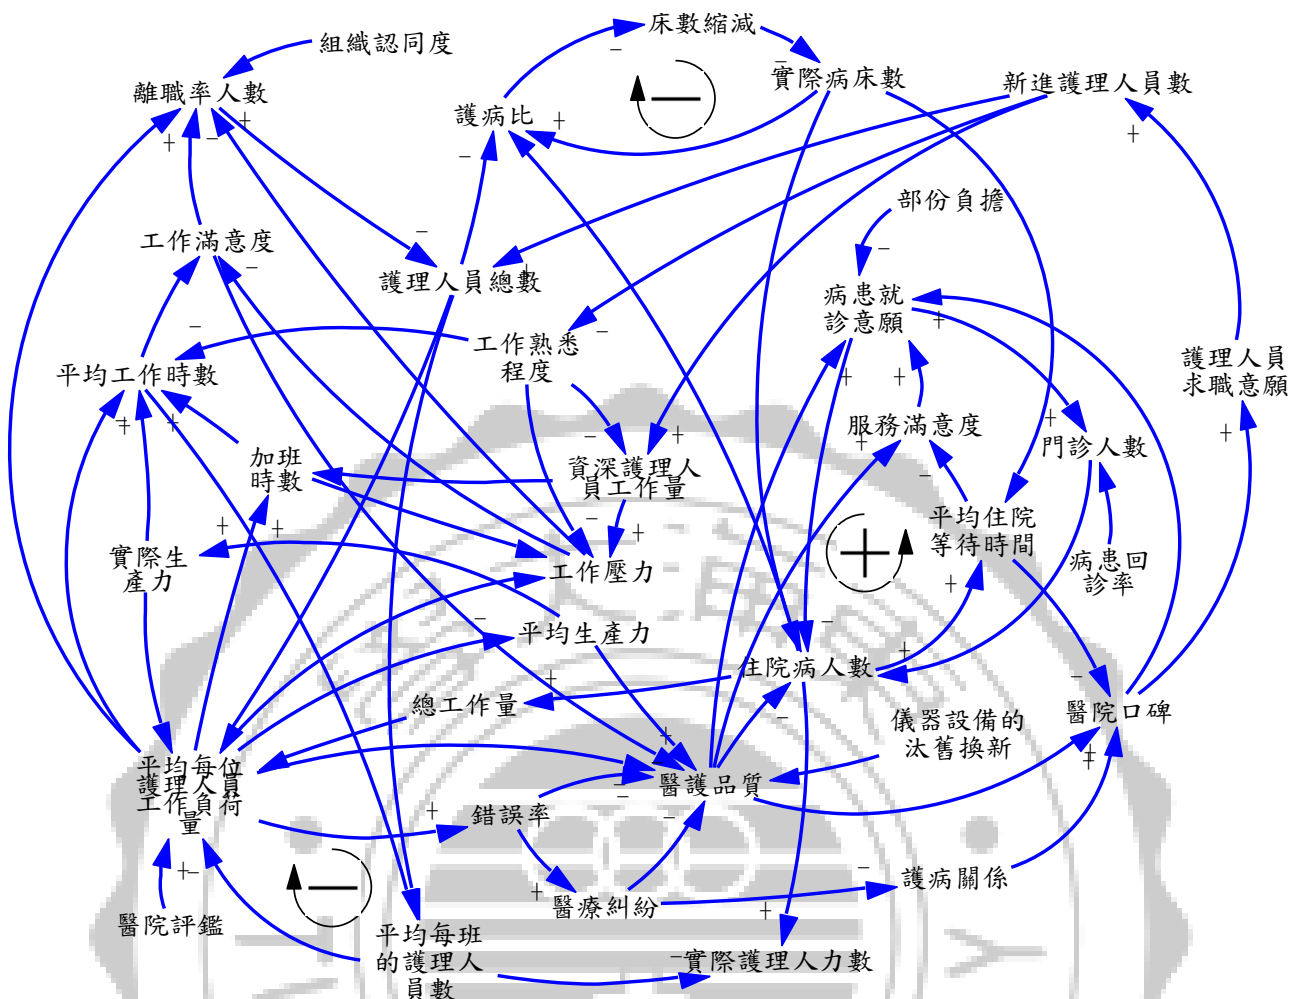 組織認同度
床數縮減
離職率人數
護病比
實際病床數
新進護理人員數
部份負擔
工作滿意度
護理人員總數
病患就
診意願
工作熟悉
程度
平均工作時數
護理人員
求職意願
服務滿意度
門診人數
加班
時數
資深護理人
員工作量
平均住院
等待時間
實際生
產力
工作壓力
病患回
診率
平均生產力
住院病人數
總工作量
儀器設備的
汰舊換新
醫院口碑
平均每位
護理人員
工作負荷
量
醫護品質
錯誤率
護病關係
醫院評鑑
醫療糾紛
平均每班
的護理人
員數
實際護理人力數